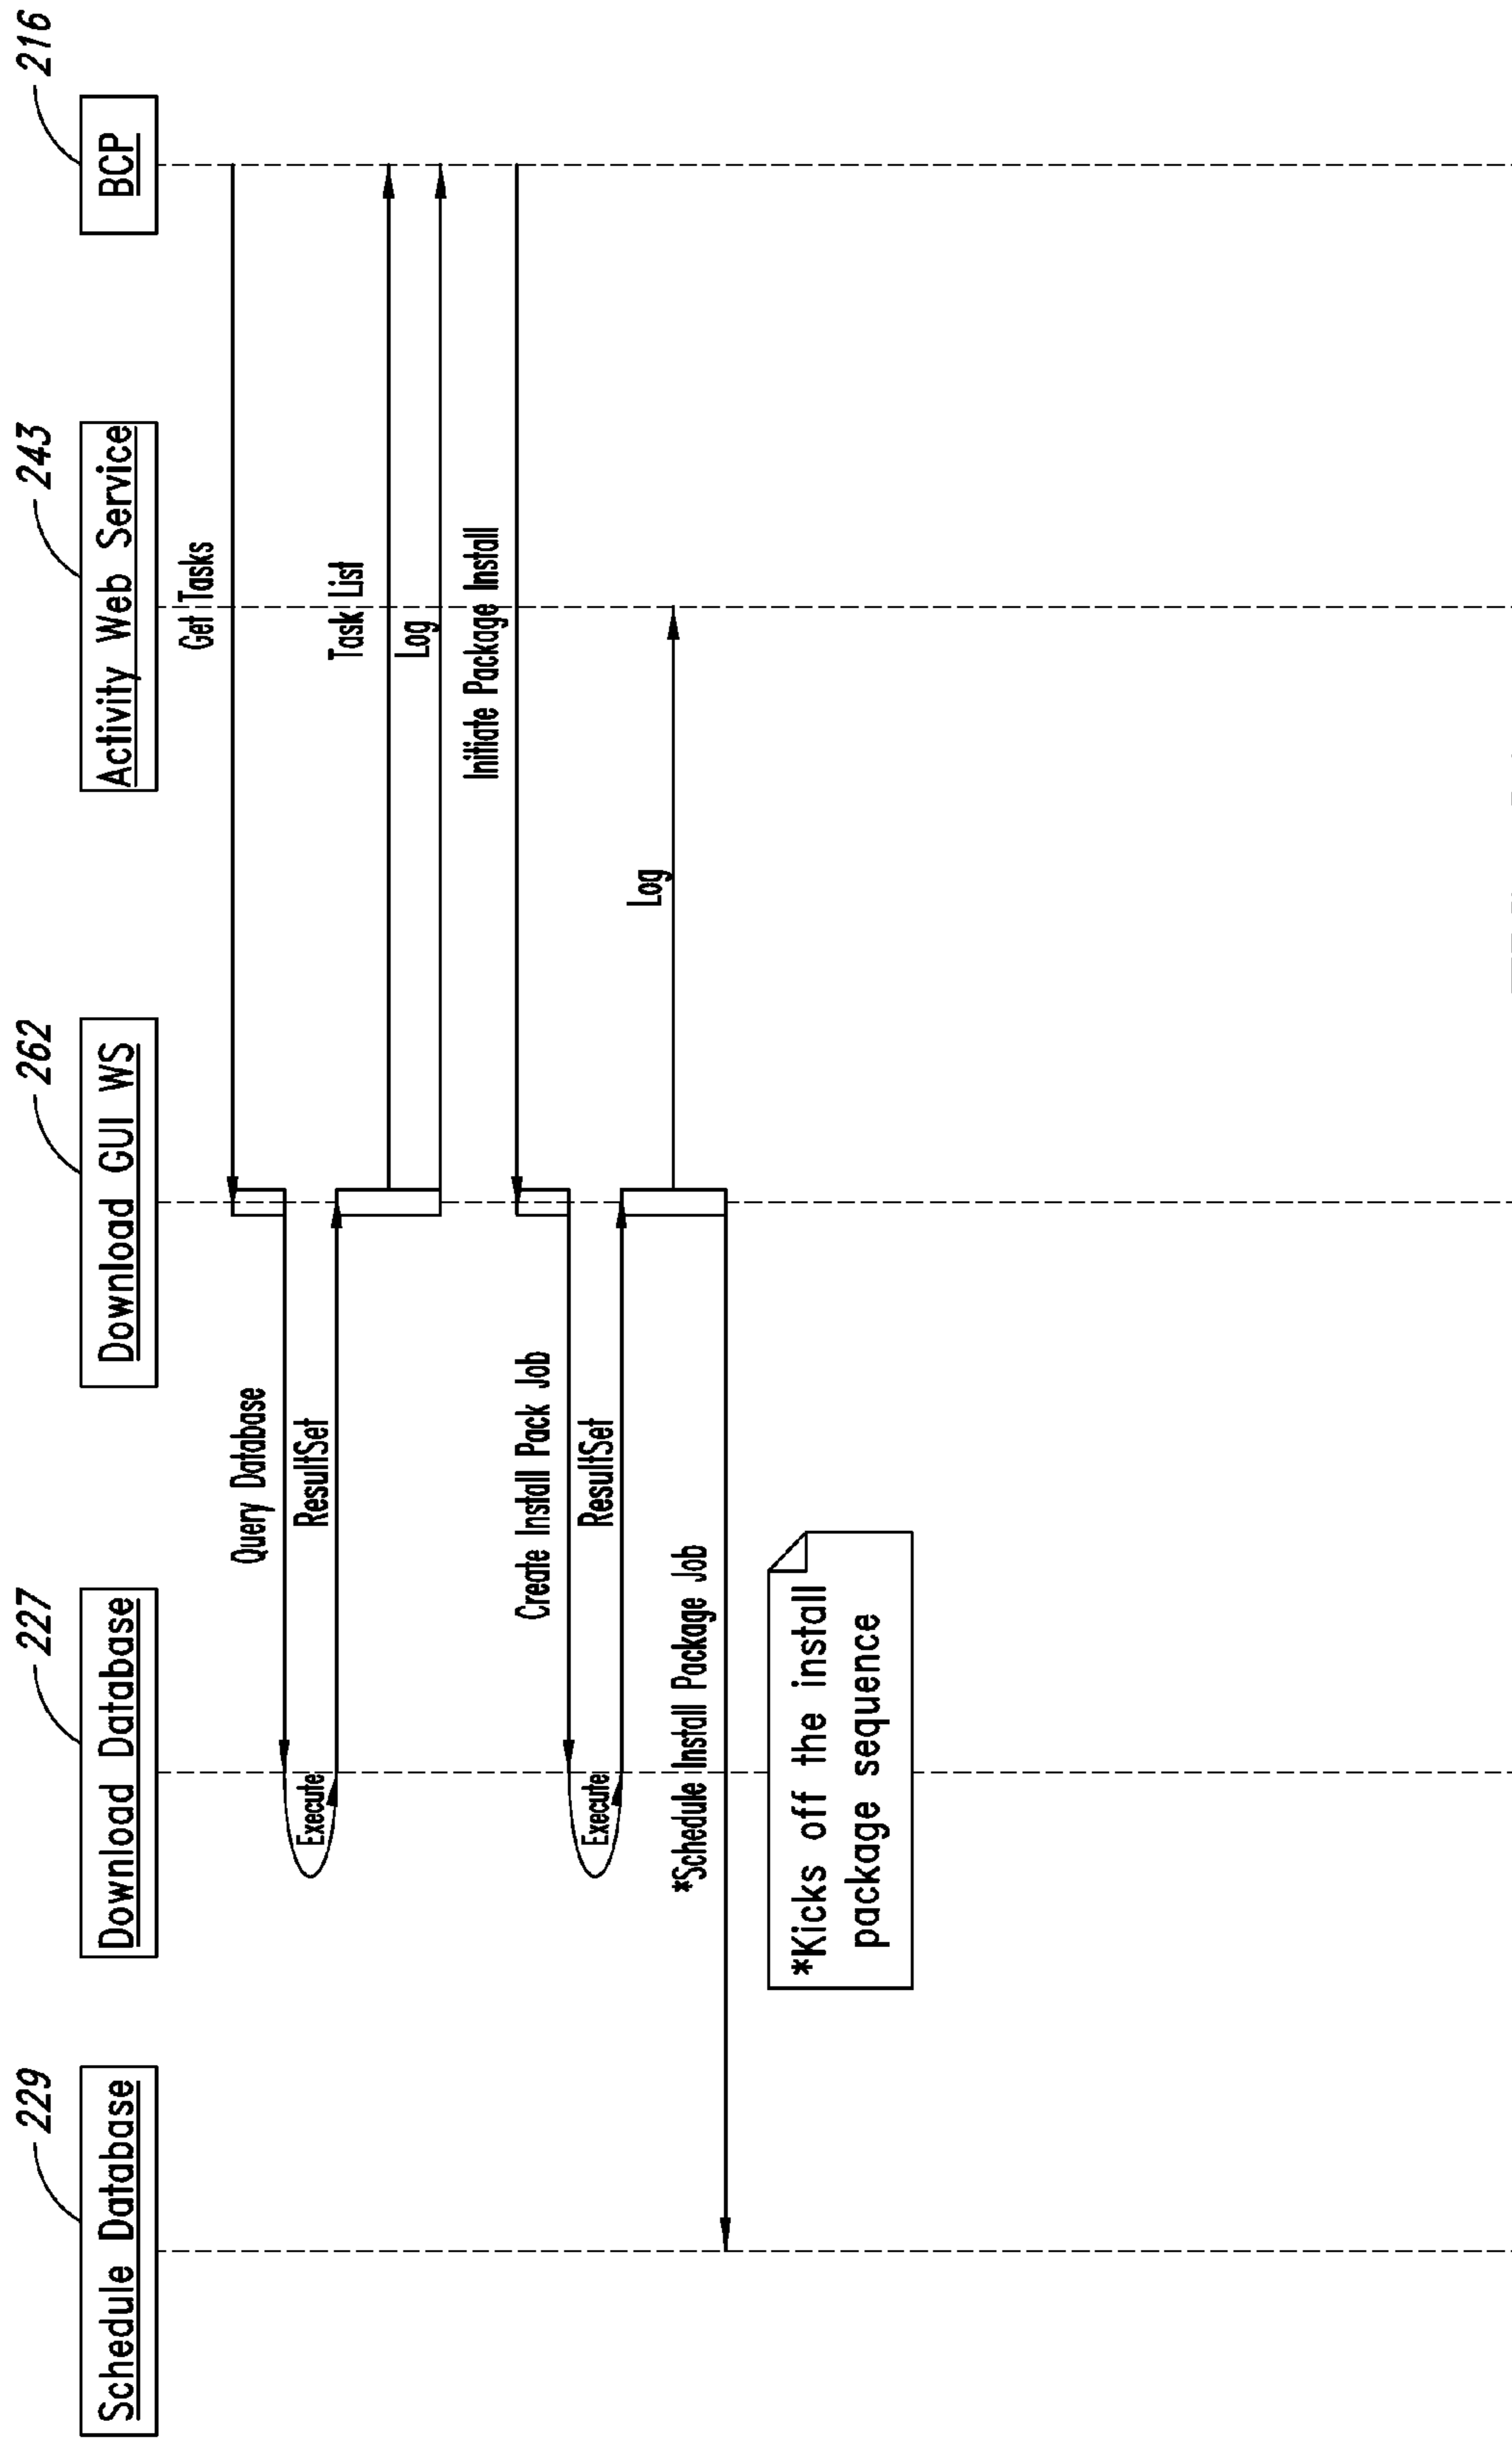 229
227
262
243
216
Schedule Database
Download Database
Download GUI WS
Activity Web Service
BCP
Get Tasks
Query Database
Execute
ResultSet
Task List
Log
Initiate Package Install
Create Install Pack Job
Execute
ResultSet
Log
*Schedule Install Package Job
*Kicks off the install
package sequence